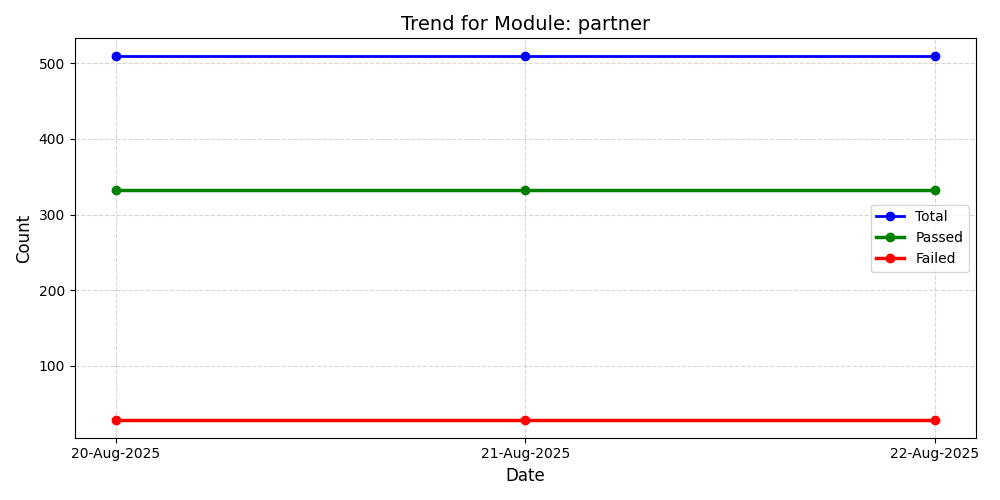 Trend for Module: partner
500
400
300
200
100
Count
Total
Passed
Failed
20-Aug-2025
21-Aug-2025
22-Aug-2025
Date